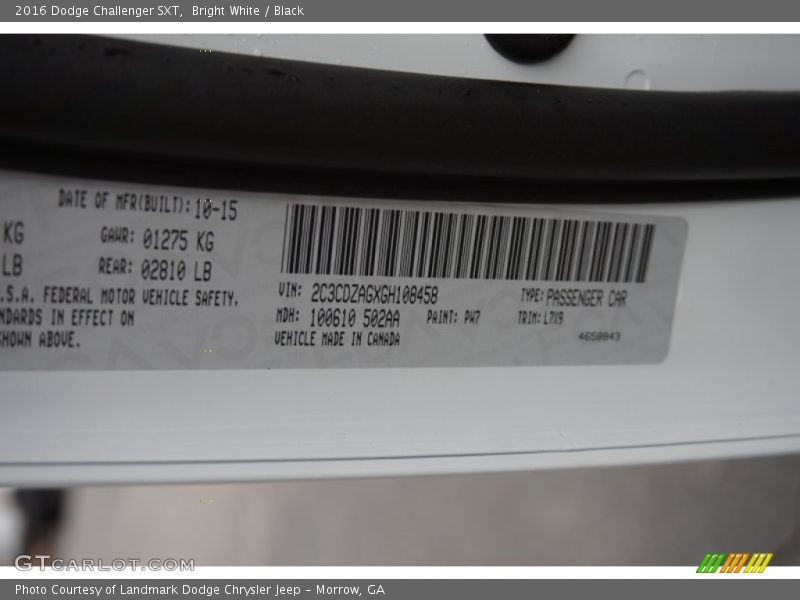 2016 Dodge Challenger SXT,  Bright White / Black
DATE OF MFR(BUILT): 10-15
KG GAWR: 01275 KG
LB REAR: 02810 LB
.S.A. FEDERAL MOTOR VEHICLE SAFETY,
NDARDS IN EFFECT ON
HOWN ABOVE.
VIN: 2C3CDZAGXGH108458 TYPE: PASSENGER CAR
MDH: 100610 502AA PAINT: PW7 TRIM: L7X9
VEHICLE MADE IN CANADA 4658843
GTCARLOT.COM
Photo Courtesy of Landmark Dodge Chrysler Jeep – Morrow, GA